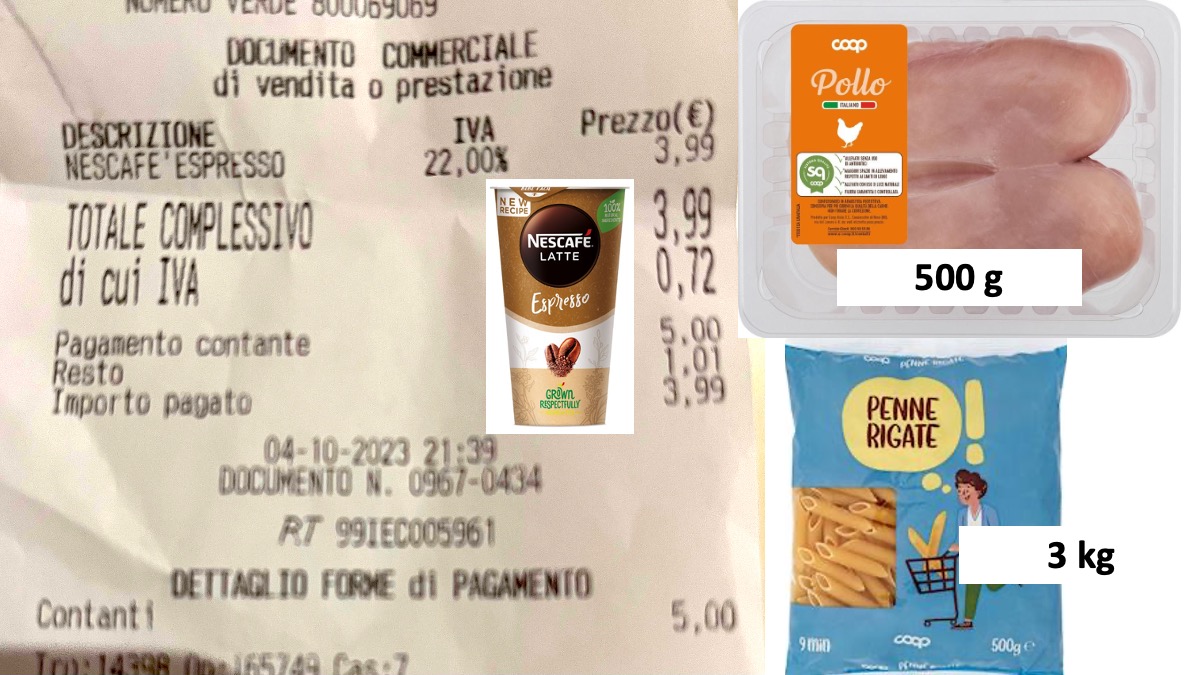 NUMERO VERDE 800069069
DOCUMENTO COMMERCIALE
di vendita o prestazione
DESCRIZIONE IVA Prezzo(€)
NESCAFE'ESPRESSO 22,00% 3,99
TOTALE COMPLESSIVO 3,99
di cui IVA 0,72
Pagamento contante 5,00
Resto 1,01
Importo pagato 3,99
04-10-2023 21:39
DOCUMENTO N. 0967-0434
RT 99IEC005961
DETTAGLIO FORME di PAGAMENTO
Contanti 5,00
NEW
RECIPE
100%
NESCAFÉ.
LATTE
Espresso
GROWN
RESPECTFULLY
coop
Pollo
ITALIANO
sq
coop
500 g
coop PENNE RIGATE
PENNE
RIGATE
!
3 kg
9 min
coop
500g e
coop